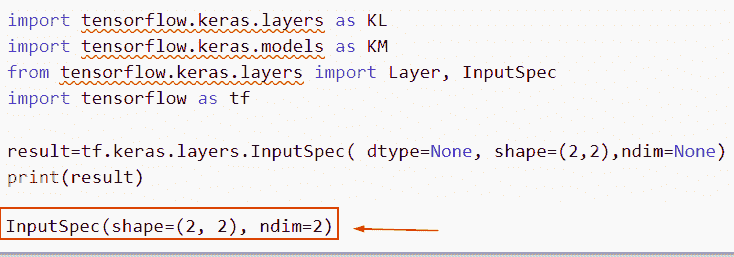 import tensorflow.keras.layers as KL
import tensorflow.keras.models as KM
from tensorflow.keras.layers import Layer, InputSpec
import tensorflow as tf
result=tf.keras.layers.InputSpec( dtype=None, shape=(2,2),ndim=None)
print(result)
InputSpec(shape=(2, 2), ndim=2)